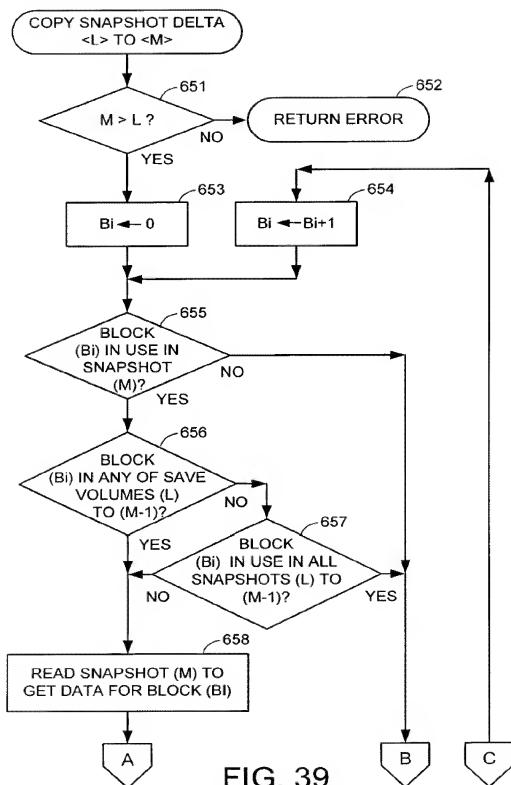 COPY SNAPSHOT DELTA
<L> TO <M>
651
M > L ?
NO
YES
652
RETURN ERROR
653
Bi ← 0
654
Bi ← Bi+1
655
BLOCK
(Bi) IN USE IN
SNAPSHOT
(M)?
NO
YES
656
BLOCK
(Bi) IN ANY OF SAVE
VOLUMES (L)
TO (M-1)?
NO
YES
657
BLOCK
(Bi) IN USE IN ALL
SNAPSHOTS (L) TO
(M-1)?
NO
YES
658
READ SNAPSHOT (M) TO
GET DATA FOR BLOCK (BI)
A
B
C
FIG. 39